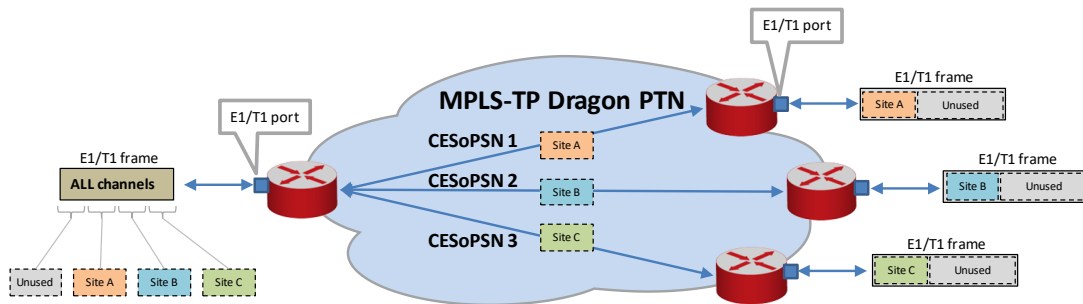 E1/T1 port
E1/T1 frame
Site A
Unused
MPLS-TP Dragon PTN
E1/T1 port
CESoPSN 1
Site A
E1/T1 frame
ALL channels
CESoPSN 2
Site B
E1/T1 frame
Site B
Unused
CESoPSN 3
Site C
E1/T1 frame
Site C
Unused
Unused
Site A
Site B
Site C